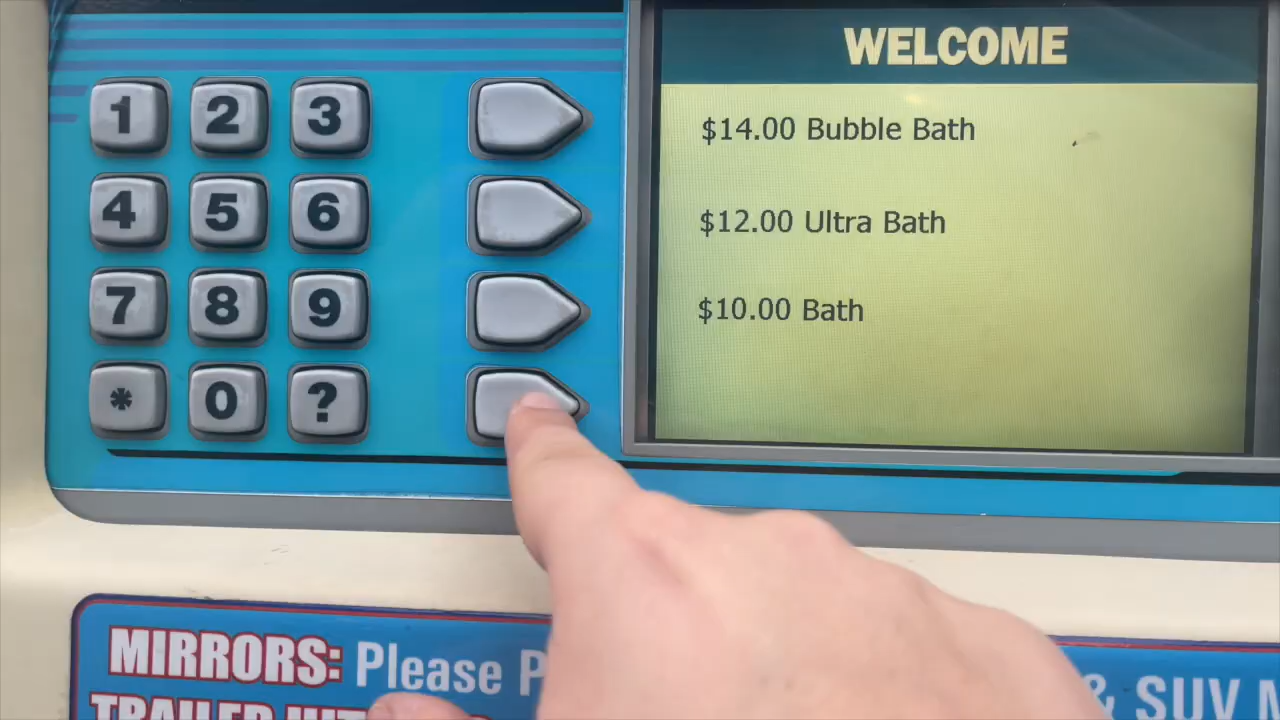 WELCOME
1 2 3
$14.00 Bubble Bath
4 5 6
$12.00 Ultra Bath
7 8 9
$10.00 Bath
* 0 ?
MIRRORS: Please
& SUV
TRAILER